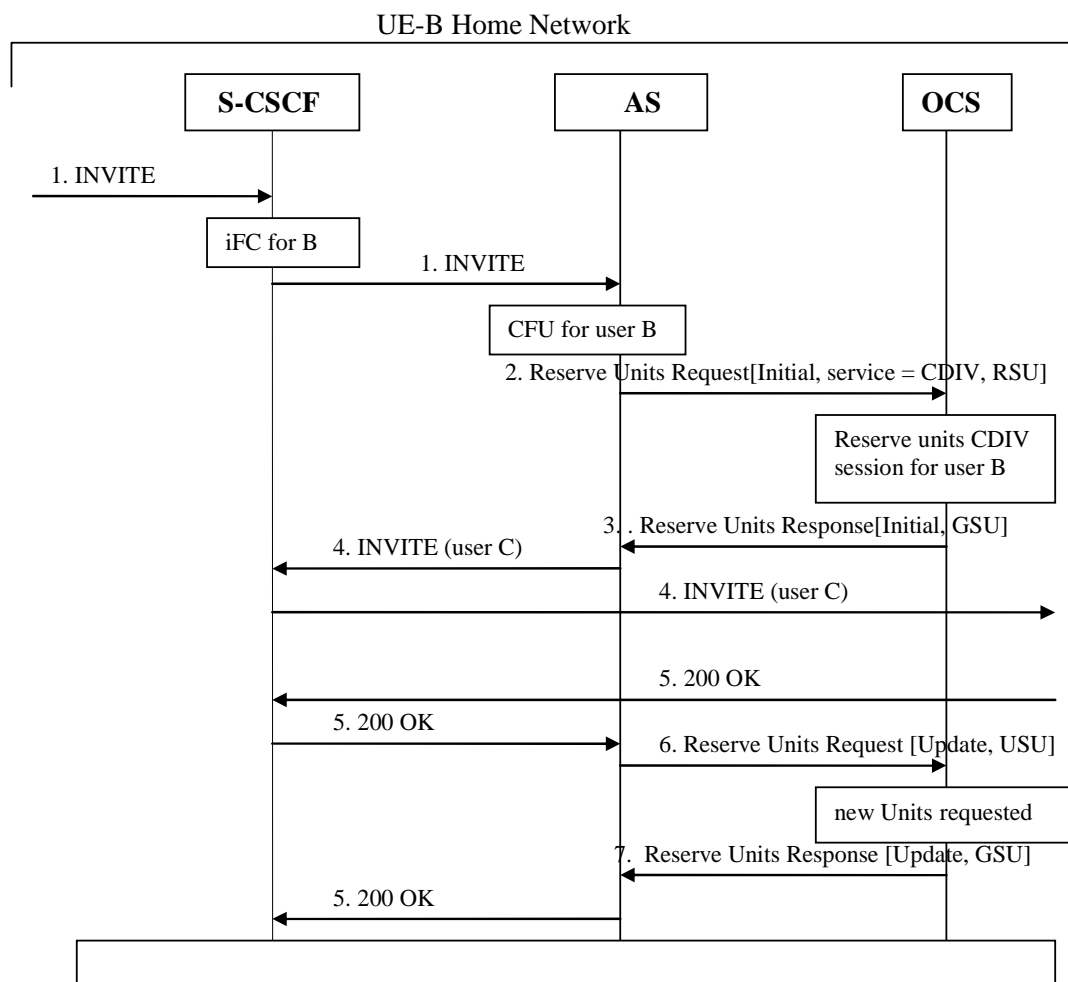 UE-B Home Network
S-CSCF
AS
OCS
1. INVITE
iFC for B
1. INVITE
CFU for user B
2. Reserve Units Request[Initial, service = CDIV, RSU]
Reserve units CDIV
session for user B
3. . Reserve Units Response[Initial, GSU]
4. INVITE (user C)
4. INVITE (user C)
5. 200 OK
5. 200 OK
6. Reserve Units Request [Update, USU]
new Units requested
7. Reserve Units Response [Update, GSU]
5. 200 OK